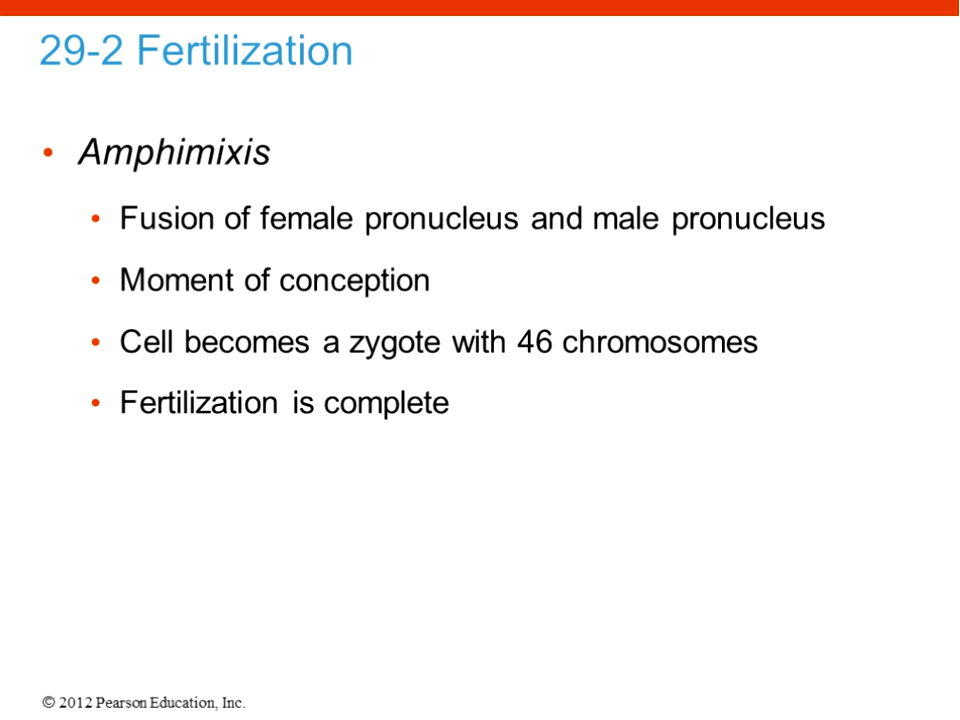 29-2 Fertilization
• Amphimixis
• Fusion of female pronucleus and male pronucleus
• Moment of conception
• Cell becomes a zygote with 46 chromosomes
• Fertilization is complete
© 2012 Pearson Education, Inc.